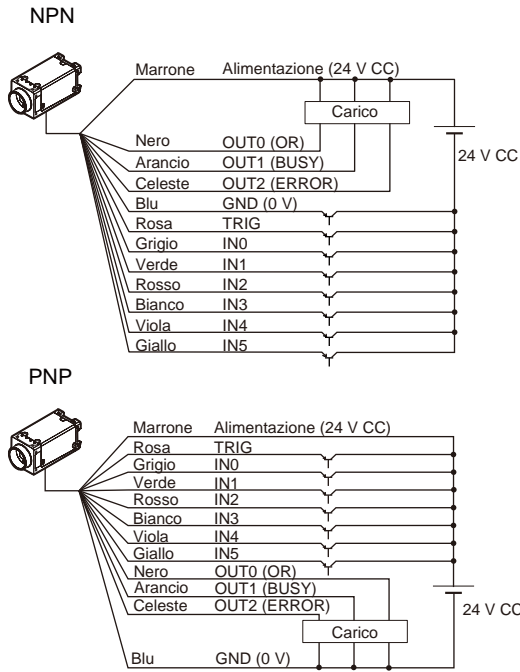 NPN
Marrone Alimentazione (24 V CC)
Carico
Nero OUT0 (OR)
24 V CC
Arancio OUT1 (BUSY)
Celeste OUT2 (ERROR)
Blu GND (0 V)
Rosa TRIG
Grigio IN0
Verde IN1
Rosso IN2
Bianco IN3
Viola IN4
Giallo IN5
PNP
Marrone Alimentazione (24 V CC)
Rosa TRIG
Grigio IN0
Verde IN1
Rosso IN2
Bianco IN3
Viola IN4
Giallo IN5
Nero OUT0 (OR)
Arancio OUT1 (BUSY)
Celeste OUT2 (ERROR)
24 V CC
Carico
Blu GND (0 V)